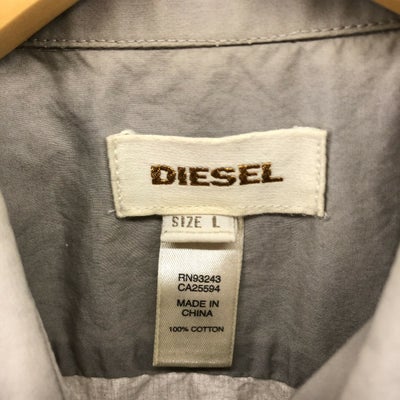 DIESEL
SIZE L
RN93243
CA25594
MADE IN
CHINA
100% COTTON